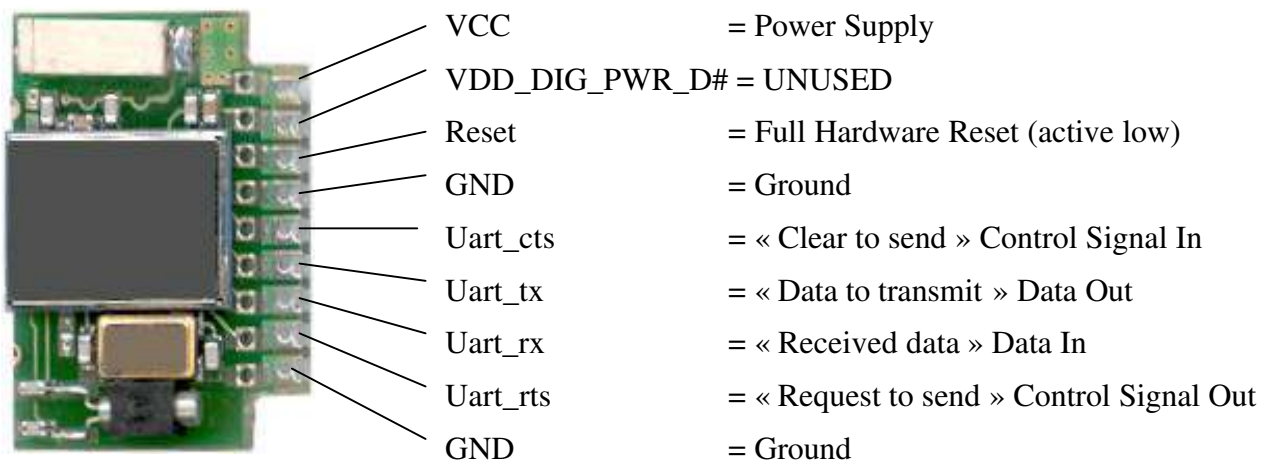 VCC = Power Supply
VDD_DIG_PWR_D# = UNUSED
Reset = Full Hardware Reset (active low)
GND = Ground
Uart_cts = « Clear to send » Control Signal In
Uart_tx = « Data to transmit » Data Out
Uart_rx = « Received data » Data In
Uart_rts = « Request to send » Control Signal Out
GND = Ground